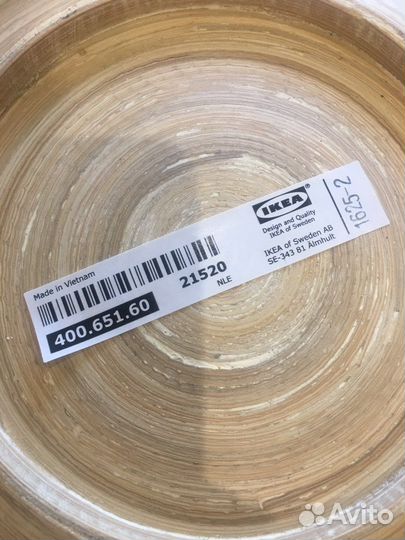 Made in Vietnam
400.651.60
21520
NLE
IKEA
Design and Quality
IKEA of Sweden
IKEA of Sweden AB
SE-343 81 Älmhult
1625-2
Avito